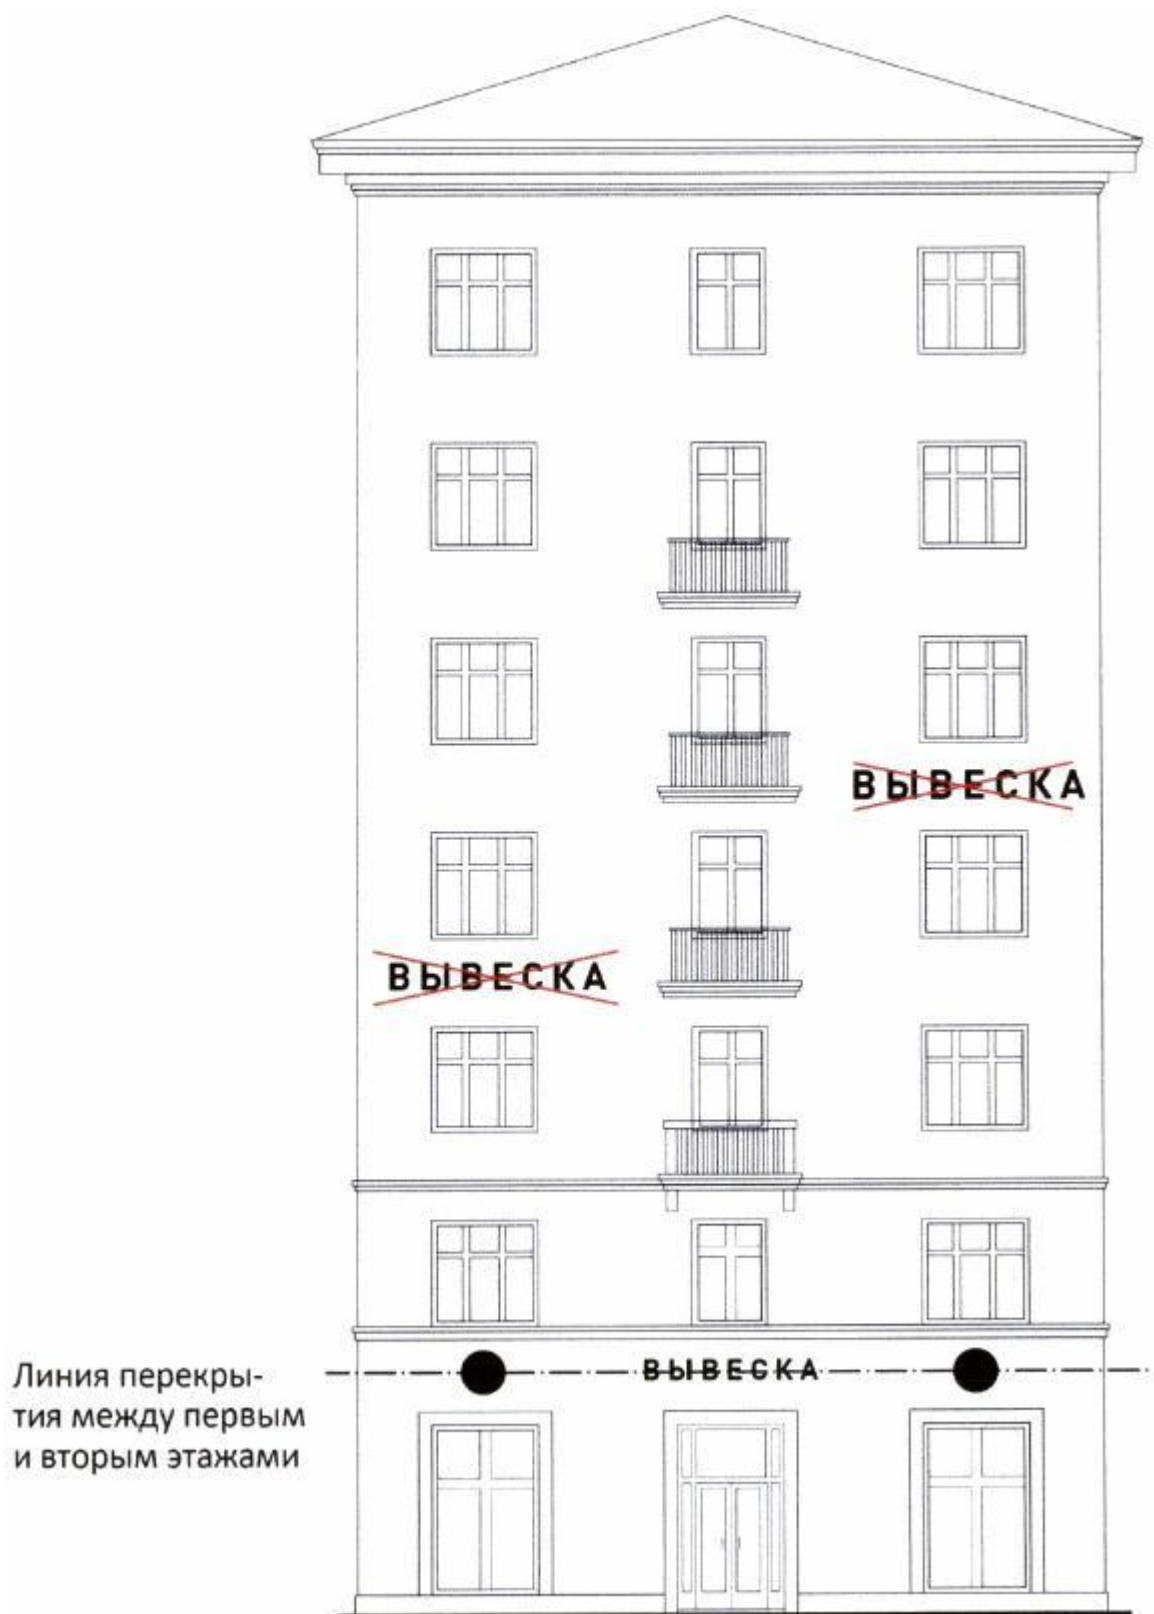 ВЫВЕСКА
ВЫВЕСКА
ВЫВЕСКА
Линия перекры-
тия между первым
и вторым этажами